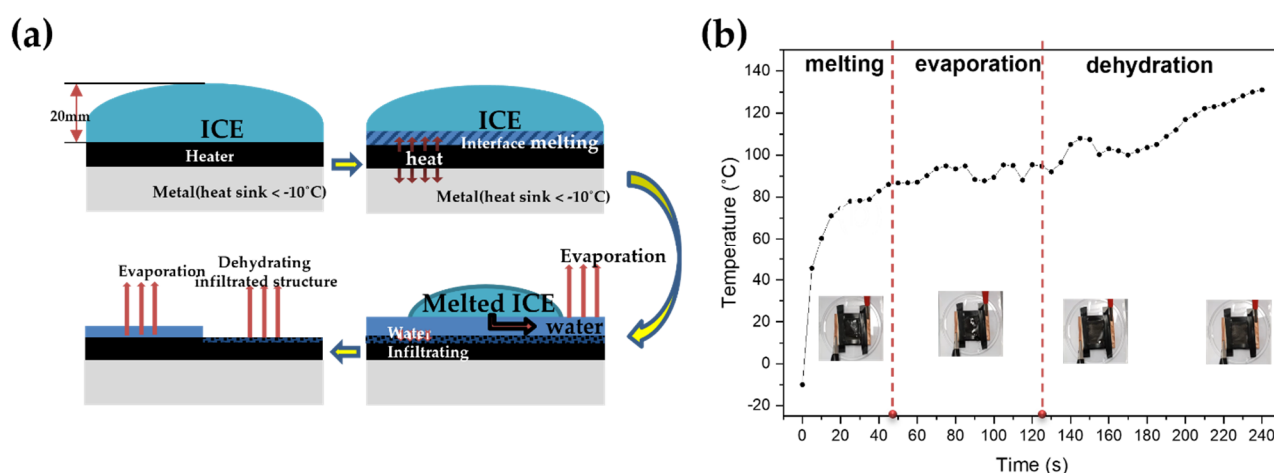 (a)
20mm
ICE
Heater
Metal(heat sink < -10°C)
ICE
Interface melting
heat
Metal(heat sink < -10°C)
Evaporation
Dehydrating
infiltrated structure
Evaporation
Melted ICE
water
Water
Infiltrating
(b)
melting
evaporation
dehydration
Temperature (°C)
140
120
100
80
60
40
20
0
-20
0 20 40 60 80 100 120 140 160 180 200 220 240
Time (s)